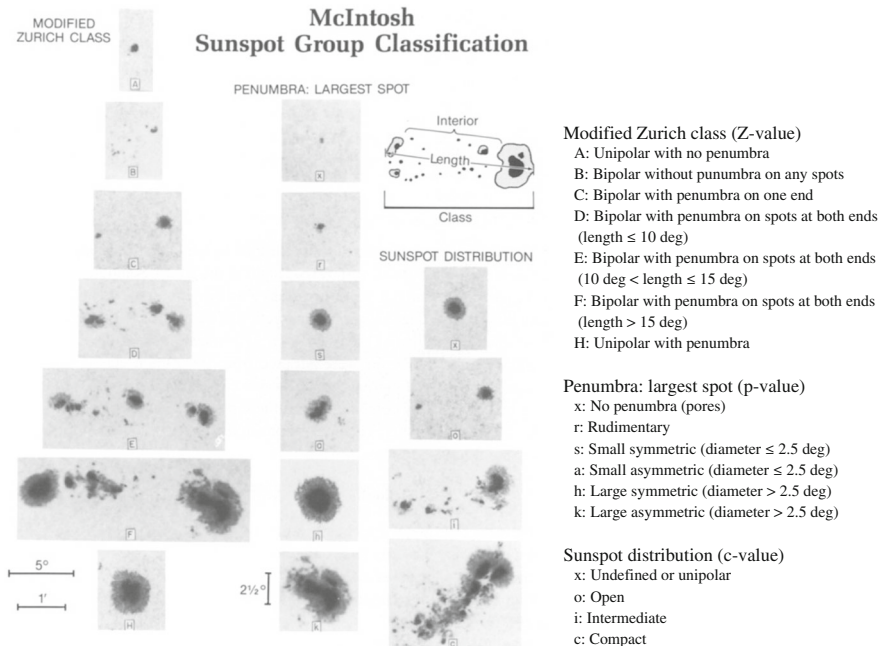 McIntosh
Sunspot Group Classification
MODIFIED
ZURICH CLASS
A
B
C
D
E
F
5°
1'
H
PENUMBRA: LARGEST SPOT
x
r
s
a
h
2½°
k
Interior
Length
Class
SUNSPOT DISTRIBUTION
x
o
i
c
Modified Zurich class (Z-value)
A: Unipolar with no penumbra
B: Bipolar without punumbra on any spots
C: Bipolar with penumbra on one end
D: Bipolar with penumbra on spots at both ends
(length ≤ 10 deg)
E: Bipolar with penumbra on spots at both ends
(10 deg < length ≤ 15 deg)
F: Bipolar with penumbra on spots at both ends
(length > 15 deg)
H: Unipolar with penumbra
Penumbra: largest spot (p-value)
x: No penumbra (pores)
r: Rudimentary
s: Small symmetric (diameter ≤ 2.5 deg)
a: Small asymmetric (diameter ≤ 2.5 deg)
h: Large symmetric (diameter > 2.5 deg)
k: Large asymmetric (diameter > 2.5 deg)
Sunspot distribution (c-value)
x: Undefined or unipolar
o: Open
i: Intermediate
c: Compact